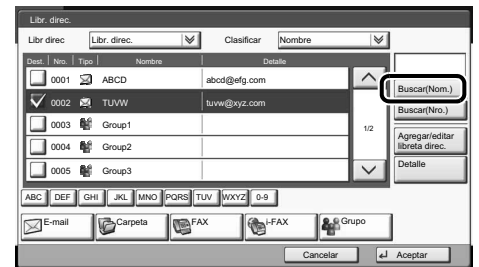 Libr. direc.
Libr direc Libr. direc. Clasificar Nombre
Dest. Nro. Tipo Nombre Detalle
0001 ABCD abcd@efg.com
0002 TUVW tuvw@xyz.com
0003 Group1
0004 Group2
0005 Group3
1/2
Buscar(Nom.)
Buscar(Nro.)
Agregar/editar
libreta direc.
Detalle
ABC DEF GHI JKL MNO PQRS TUV WXYZ 0-9
E-mail Carpeta FAX i-FAX Grupo
Cancelar Aceptar